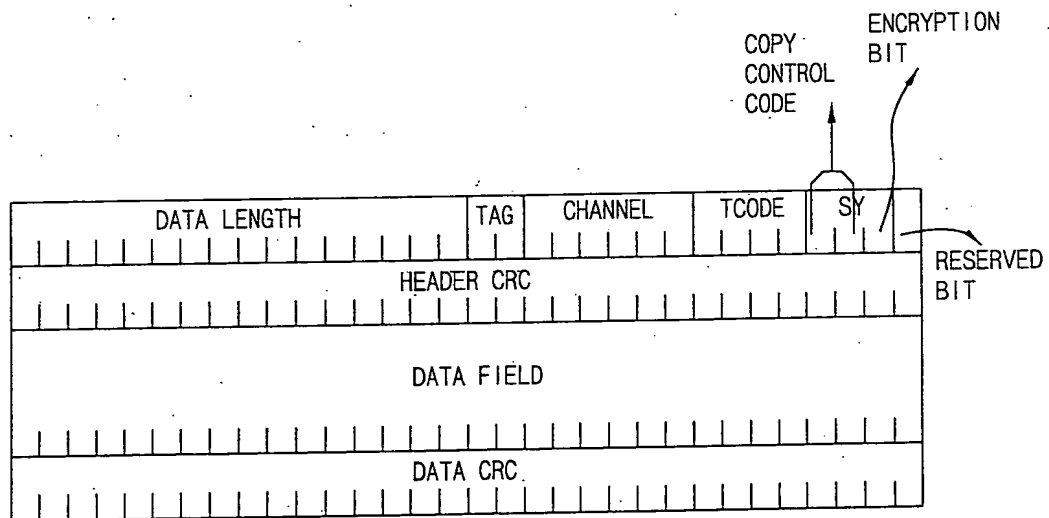 ENCRYPTION
BIT
COPY
CONTROL
CODE
DATA LENGTH
TAG
CHANNEL
TCODE
SY
RESERVED
BIT
HEADER CRC
DATA FIELD
DATA CRC